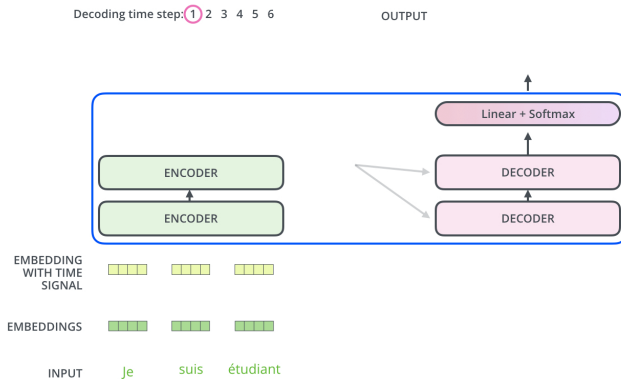 Decoding time step: 1 2 3 4 5 6
OUTPUT
Linear + Softmax
ENCODER
DECODER
ENCODER
DECODER
EMBEDDING
WITH TIME
SIGNAL
EMBEDDINGS
INPUT
Je
suis
étudiant